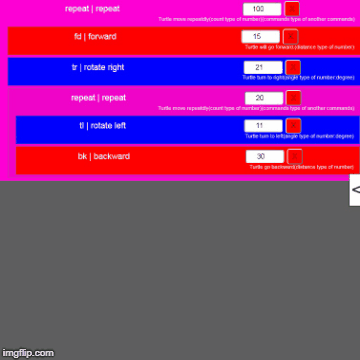 repeat | repeat 100
Turtle move repeatdly(count type of number)(commands type of another commands)
fd | forward 15
Turtle will go forward(distance type of number)
tr | rotate right 21
Turtle turn to right(angle type of number:degree)
repeat | repeat 20
Turtle move repeatdly(count type of number)(commands type of another commands)
tl | rotate left 11
Turtle turn to left(angle type of number:degree)
bk | backward 30
Turtle go backward(distance type of number)
<
imgflip.com